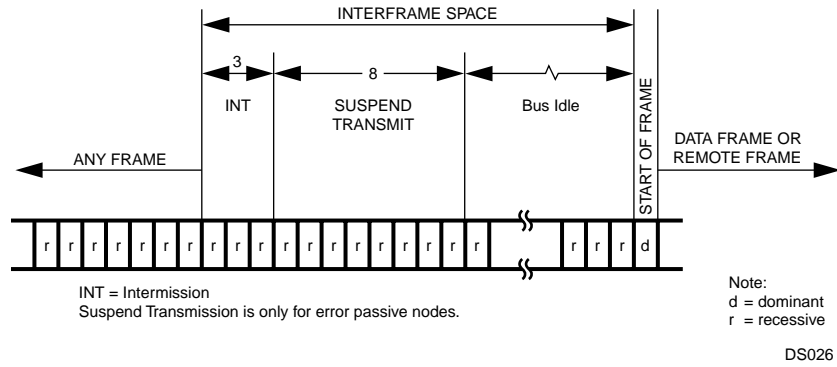 INTERFRAME SPACE
3
8
INT
SUSPEND
TRANSMIT
Bus Idle
START OF FRAME
ANY FRAME
DATA FRAME OR
REMOTE FRAME
r r r r r r r r r r r r r r r r r r r r r r d
INT = Intermission
Suspend Transmission is only for error passive nodes.
Note:
d = dominant
r = recessive
DS026